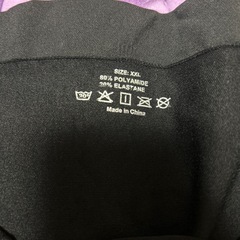 SIZE: XXL
80% POLYAMIDE
20% ELASTANE
Made in China